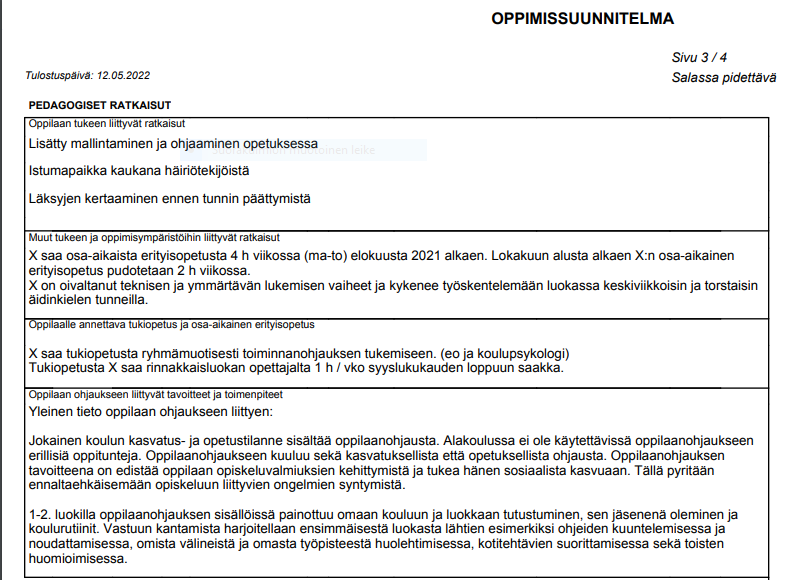 OPPIMISSUUNNITELMA
Sivu 3 / 4
Tulostuspäivä: 12.05.2022
Salassa pidettävä
PEDAGOGISET RATKAISUT
Oppilaan tukeen liittyvät ratkaisut
Lisätty mallintaminen ja ohjaaminen opetuksessa
leike
Istumapaikka kaukana häiriötekijöistä
Läksyjen kertaaminen ennen tunnin päättymistä
Muut tukeen ja oppimisympäristöihin liittyvät ratkaisut
X saa osa-aikaista erityisopetusta 4 h viikossa (ma-to) elokuusta 2021 alkaen. Lokakuun alusta alkaen X:n osa-aikainen
erityisopetus pudotetaan 2 h viikossa.
X on oivaltanut teknisen ja ymmärtävän lukemisen vaiheet ja kykenee työskentelemään luokassa keskiviikkoisin ja torstaisin
äidinkielen tunneilla.
Oppilaalle annettava tukiopetus ja osa-aikainen erityisopetus
X saa tukiopetusta ryhmämuotisesti toiminnanohjauksen tukemiseen. (eo ja koulupsykologi)
Tukiopetusta X saa rinnakkaisluokan opettajalta 1 h / vko syyslukukauden loppuun saakka.
Oppilaan ohjaukseen liittyvät tavoitteet ja toimenpiteet
Yleinen tieto oppilaan ohjaukseen liittyen:
Jokainen koulun kasvatus- ja opetustilanne sisältää oppilaanohjausta. Alakoulussa ei ole käytettävissä oppilaanohjaukseen
erillisiä oppitunteja. Oppilaanohjaukseen kuuluu sekä kasvatuksellista että opetuksellista ohjausta. Oppilaanohjauksen
tavoitteena on edistää oppilaan opiskeluvalmiuksien kehittymistä ja tukea hänen sosiaalista kasvuaan. Tällä pyritään
ennaltaehkäisemään opiskeluun liittyvien ongelmien syntymistä.
1-2. luokilla oppilaanohjauksen sisällöissä painottuu omaan kouluun ja luokkaan tutustuminen, sen jäsenenä oleminen ja
koulurutiinit. Vastuun kantamista harjoitellaan ensimmäisestä luokasta lähtien esimerkiksi ohjeiden kuuntelemisessa ja
noudattamisessa, omista välineistä ja omasta työpisteestä huolehtimisessa, kotitehtävien suorittamisessa sekä toisten
huomioimisessa.